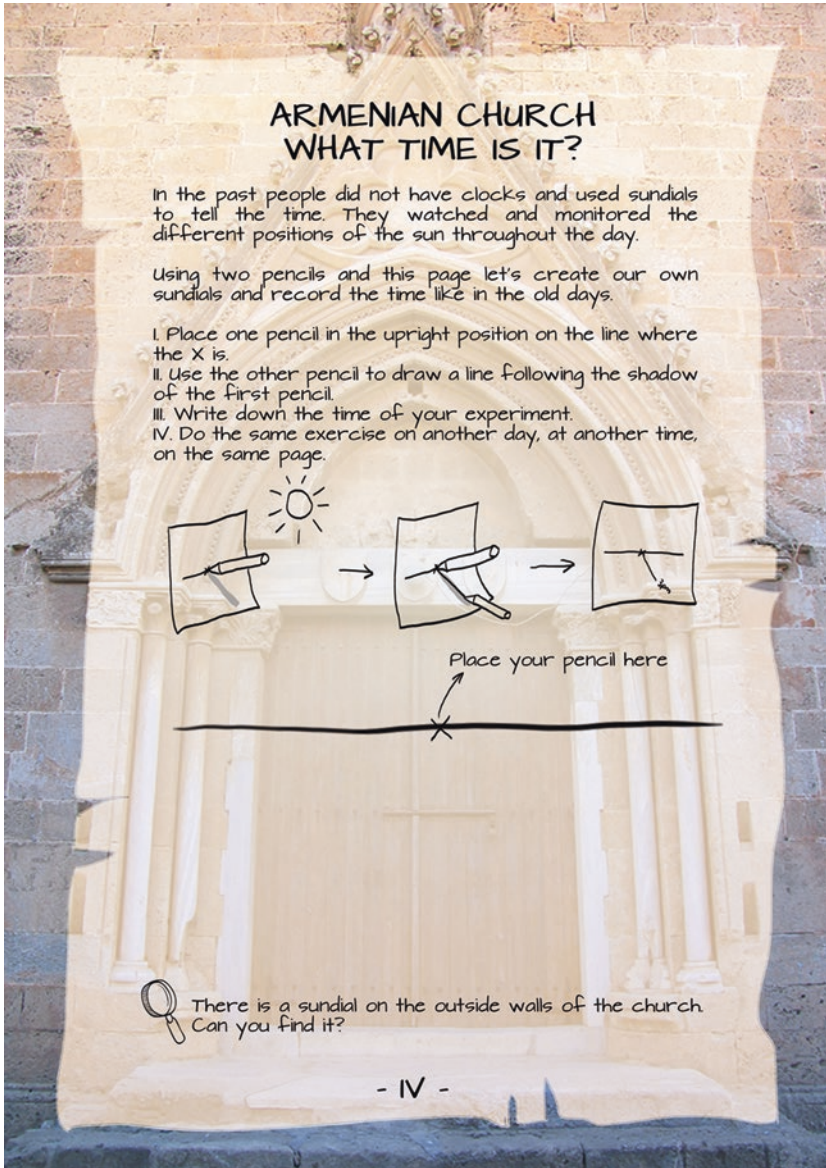 ARMENIAN CHURCH
WHAT TIME IS IT?
In the past people did not have clocks and used sundials
to tell the time. They watched and monitored the
different positions of the sun throughout the day.
Using two pencils and this page let's create our own
sundials and record the time like in the old days.
I. Place one pencil in the upright position on the line where
the X is.
II. Use the other pencil to draw a line following the shadow
of the first pencil.
III. Write down the time of your experiment.
IV. Do the same exercise on another day, at another time,
on the same page.
Place your pencil here
There is a sundial on the outside walls of the church.
Can you find it?
- IV -